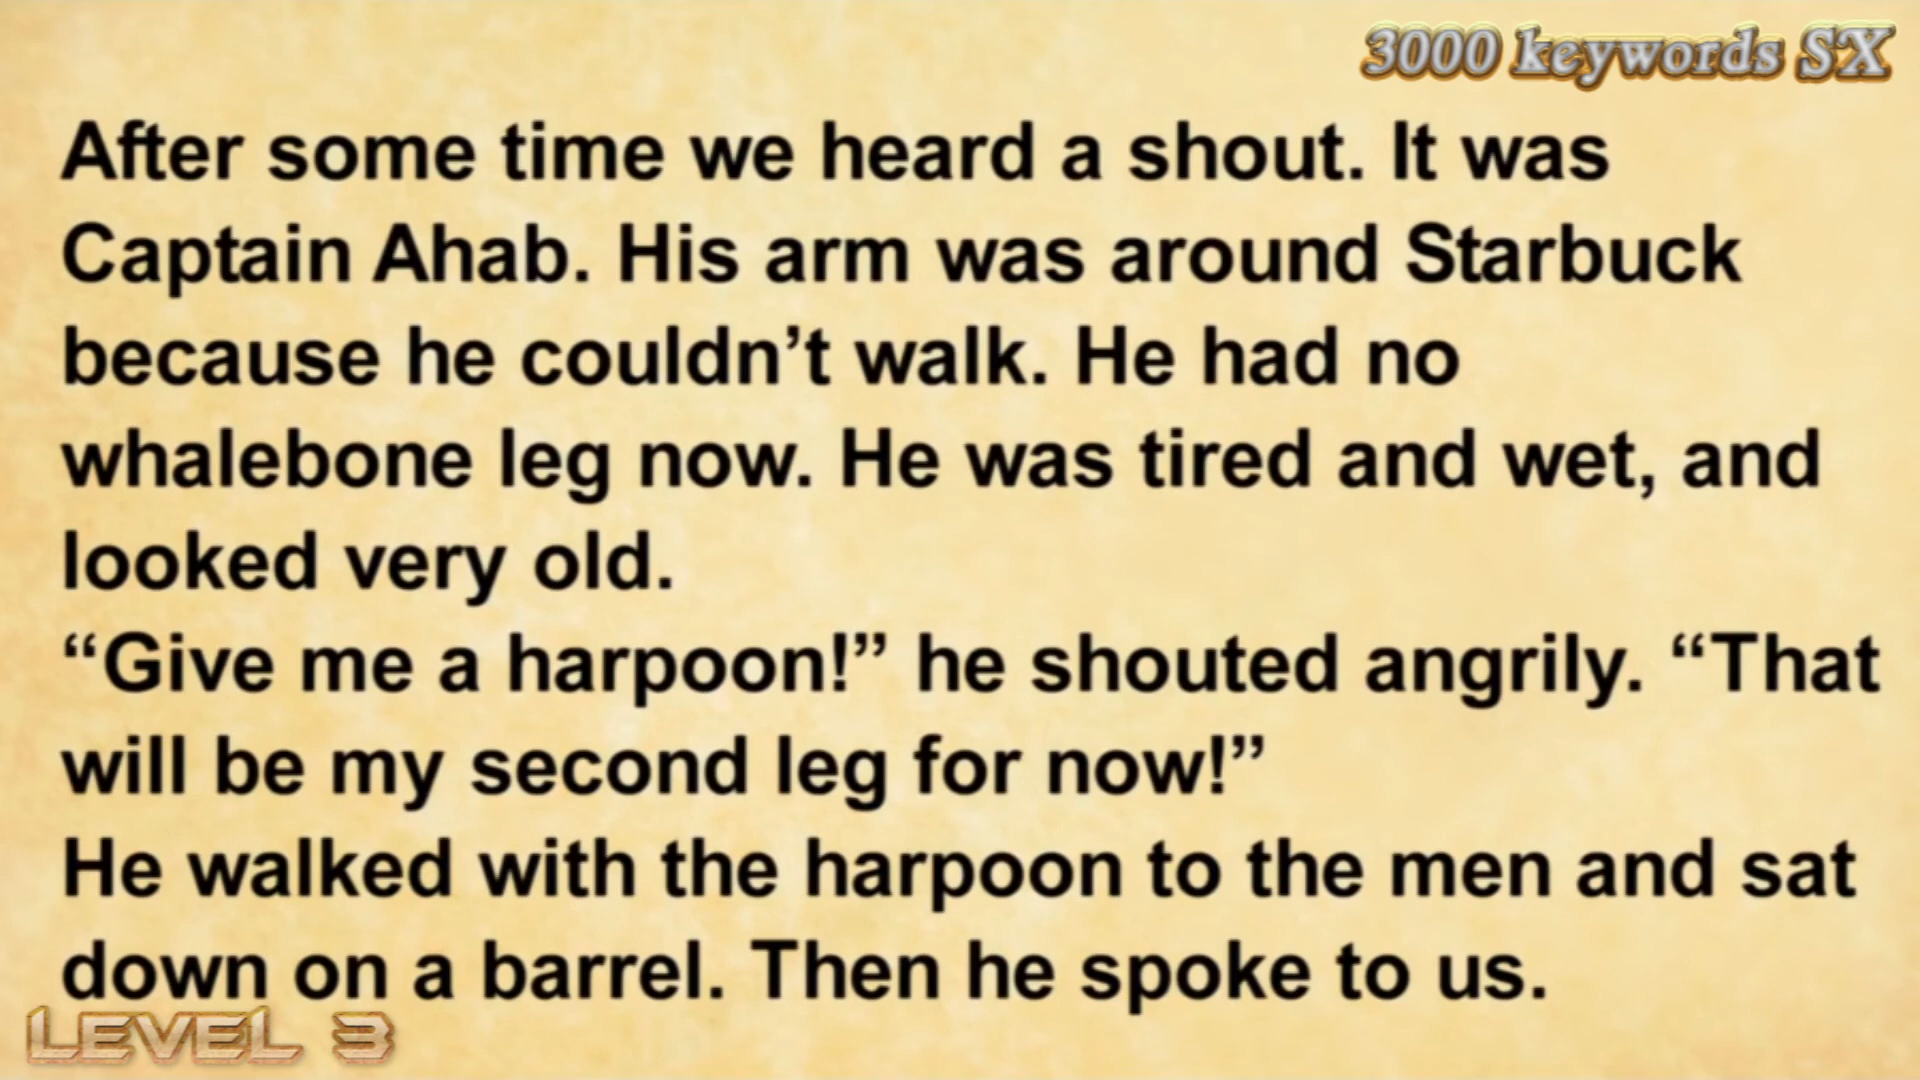 3000 keywords SX
After some time we heard a shout. It was
Captain Ahab. His arm was around Starbuck
because he couldn’t walk. He had no
whalebone leg now. He was tired and wet, and
looked very old.
“Give me a harpoon!” he shouted angrily. “That
will be my second leg for now!”
He walked with the harpoon to the men and sat
down on a barrel. Then he spoke to us.
LEVEL 3